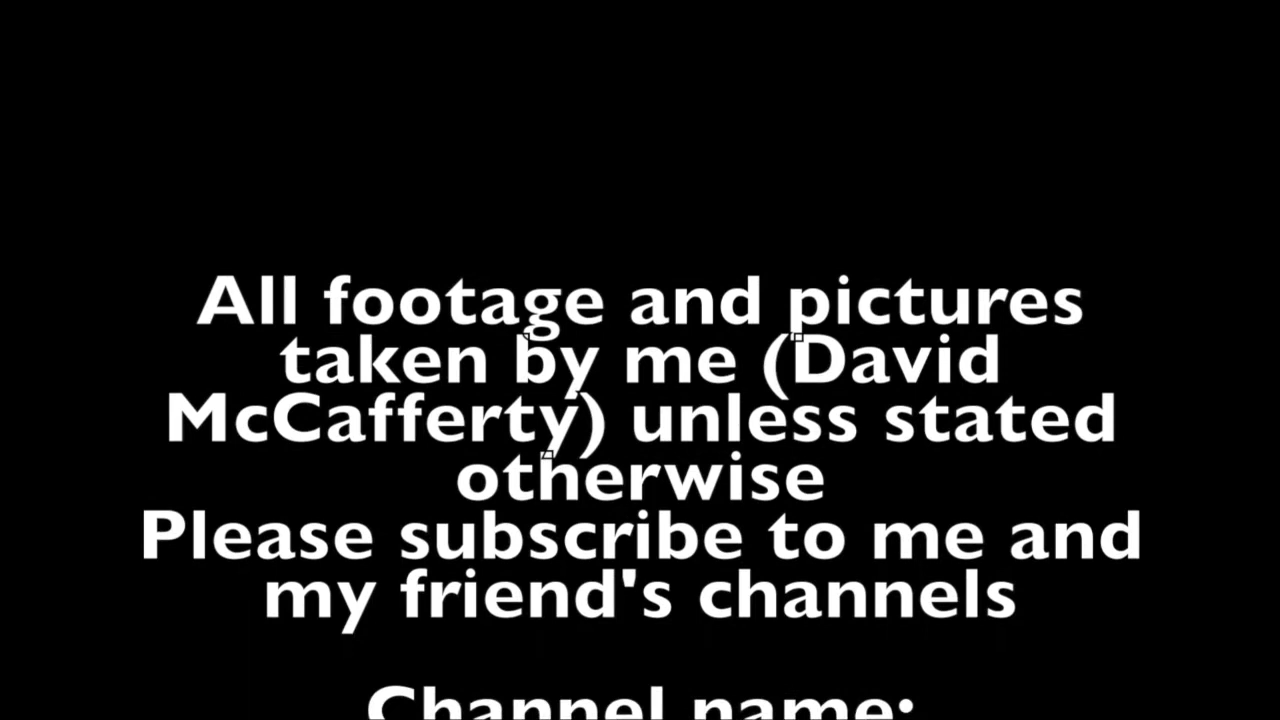 All footage and pictures
taken by me (David
McCafferty) unless stated
otherwise
Please subscribe to me and
my friend's channels
Channel name: